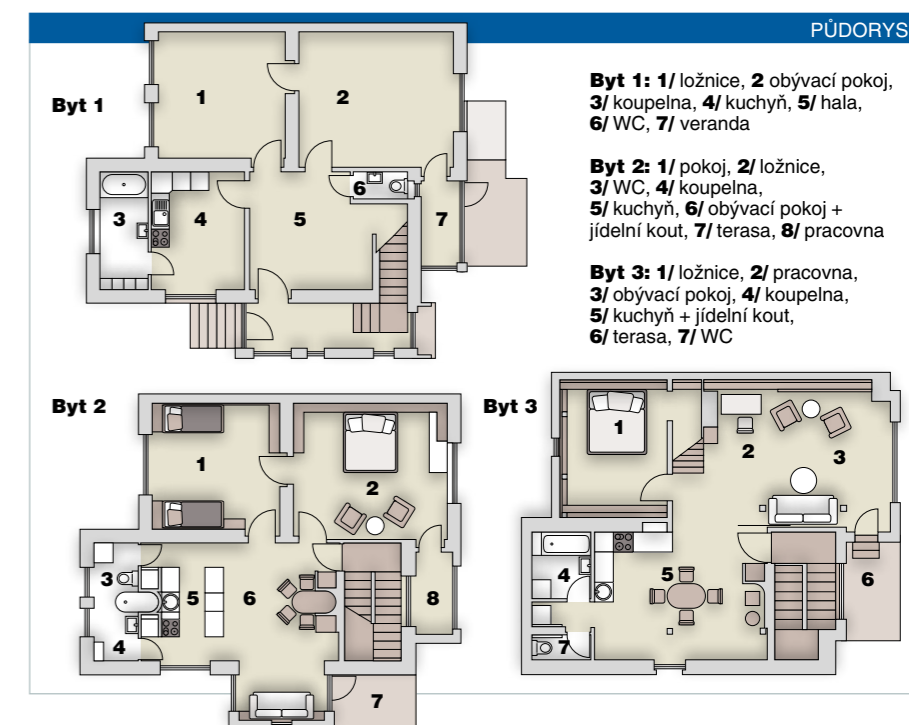 PŮDORYS
Byt 1: 1/ ložnice, 2 obývací pokoj,
3/ koupelna, 4/ kuchyň, 5/ hala,
6/ WC, 7/ veranda
Byt 2: 1/ pokoj, 2/ ložnice,
3/ WC, 4/ koupelna,
5/ kuchyň, 6/ obývací pokoj +
jídelní kout, 7/ terasa, 8/ pracovna
Byt 3: 1/ ložnice, 2/ pracovna,
3/ obývací pokoj, 4/ koupelna,
5/ kuchyň + jídelní kout,
6/ terasa, 7/ WC
Byt 1
1
2
3
4
5
6
7
Byt 2
1
2
3
4
5
6
7
8
Byt 3
1
2
3
4
5
6
7